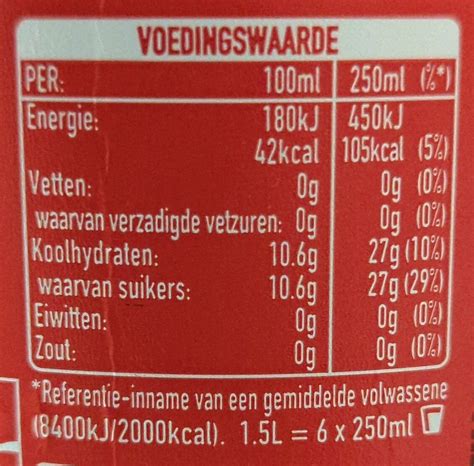 VOEDINGSWAARDE
PER: 100ml 250ml (%*)
Energie: 180kJ 450kJ
42kcal 105kcal (5%)
Vetten: 0g 0g (0%)
waarvan verzadigde vetzuren: 0g 0g (0%)
Koolhydraten: 10.6g 27g (10%)
waarvan suikers: 10.6g 27g (29%)
Eiwitten: 0g 0g (0%)
Zout: 0g 0g (0%)
*Referentie-inname van een gemiddelde volwassene
(8400kJ/2000kcal). 1.5L = 6 x 250ml